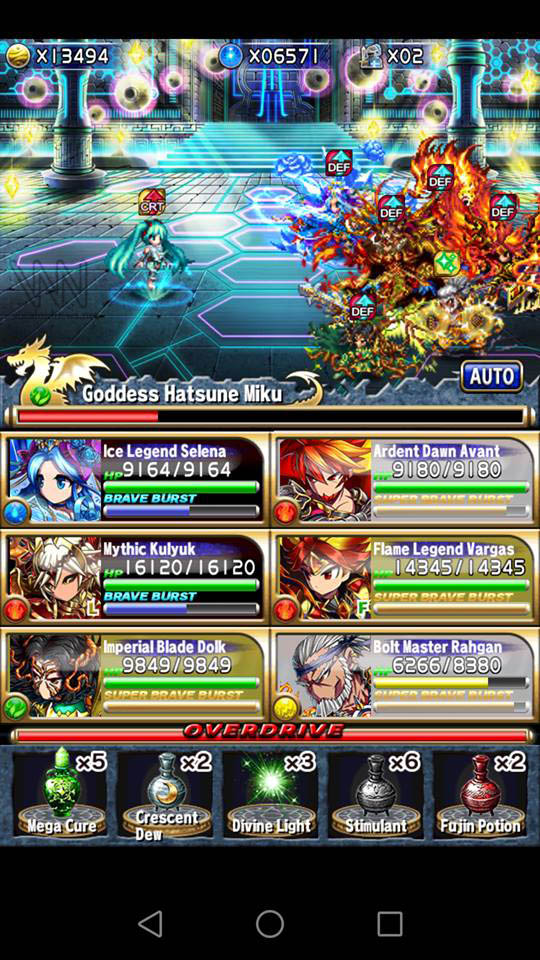 X13494 X06571 X02
DEF
DEF
CRT DEF DEF
DEF
AUTO
Goddess Hatsune Miku
Ice Legend Selena
HP 9164/9164
BRAVE BURST
Ardent Dawn Avant
HP 9180/9180
SUPER BRAVE BURST
Mythic Kulyuk
HP 16120/16120
BRAVE BURST
L
Flame Legend Vargas
HP 14345/14345
SUPER BRAVE BURST
F
Imperial Blade Dolk
HP 9849/9849
SUPER BRAVE BURST
Bolt Master Rahgan
HP 6266/8380
SUPER BRAVE BURST
OVERDRIVE
x5 x2 x3 x6 x2
Mega Cure
Crescent
Dew
Divine Light
Stimulant
Fujin Potion